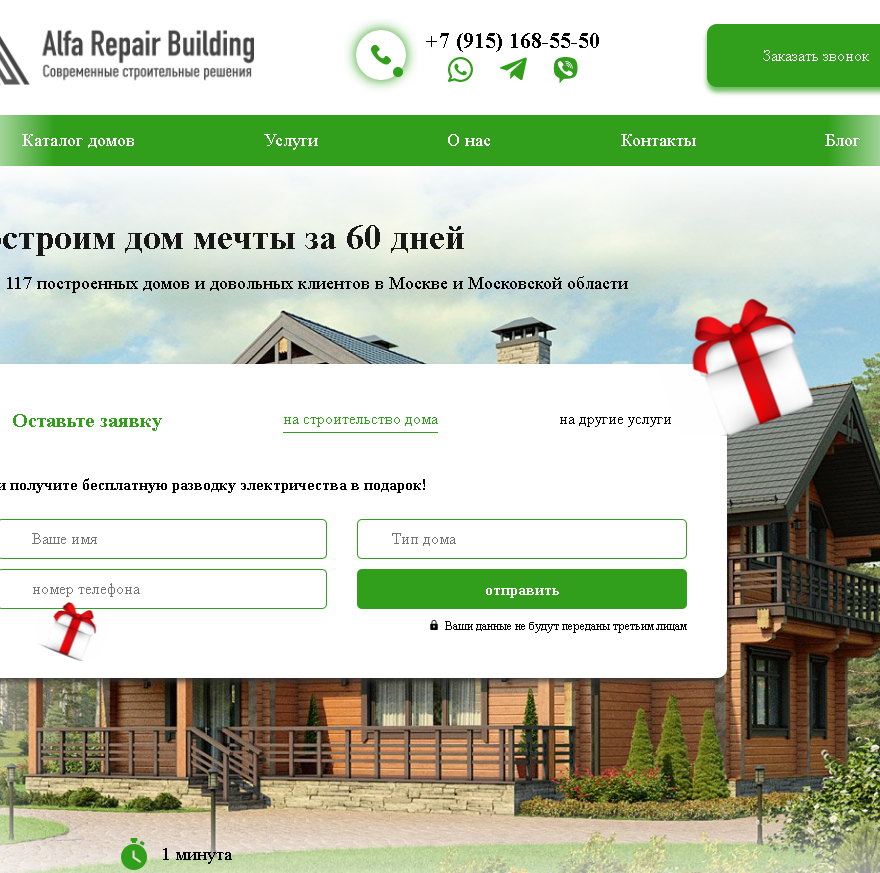 Alfa Repair Building
Современные строительные решения
+7 (915) 168-55-50
Заказать звонок
Каталог домов
Услуги
О нас
Контакты
Блог
остроим дом мечты за 60 дней
117 построенных домов и довольных клиентов в Москве и Московской области
Оставьте заявку
на строительство дома
на другие услуги
и получите бесплатную разводку злектричества в подарок!
Ваше имя
Тип дома
номер телефона
отправить
Ваши данные не будут переданы третьим лицам
1 минута